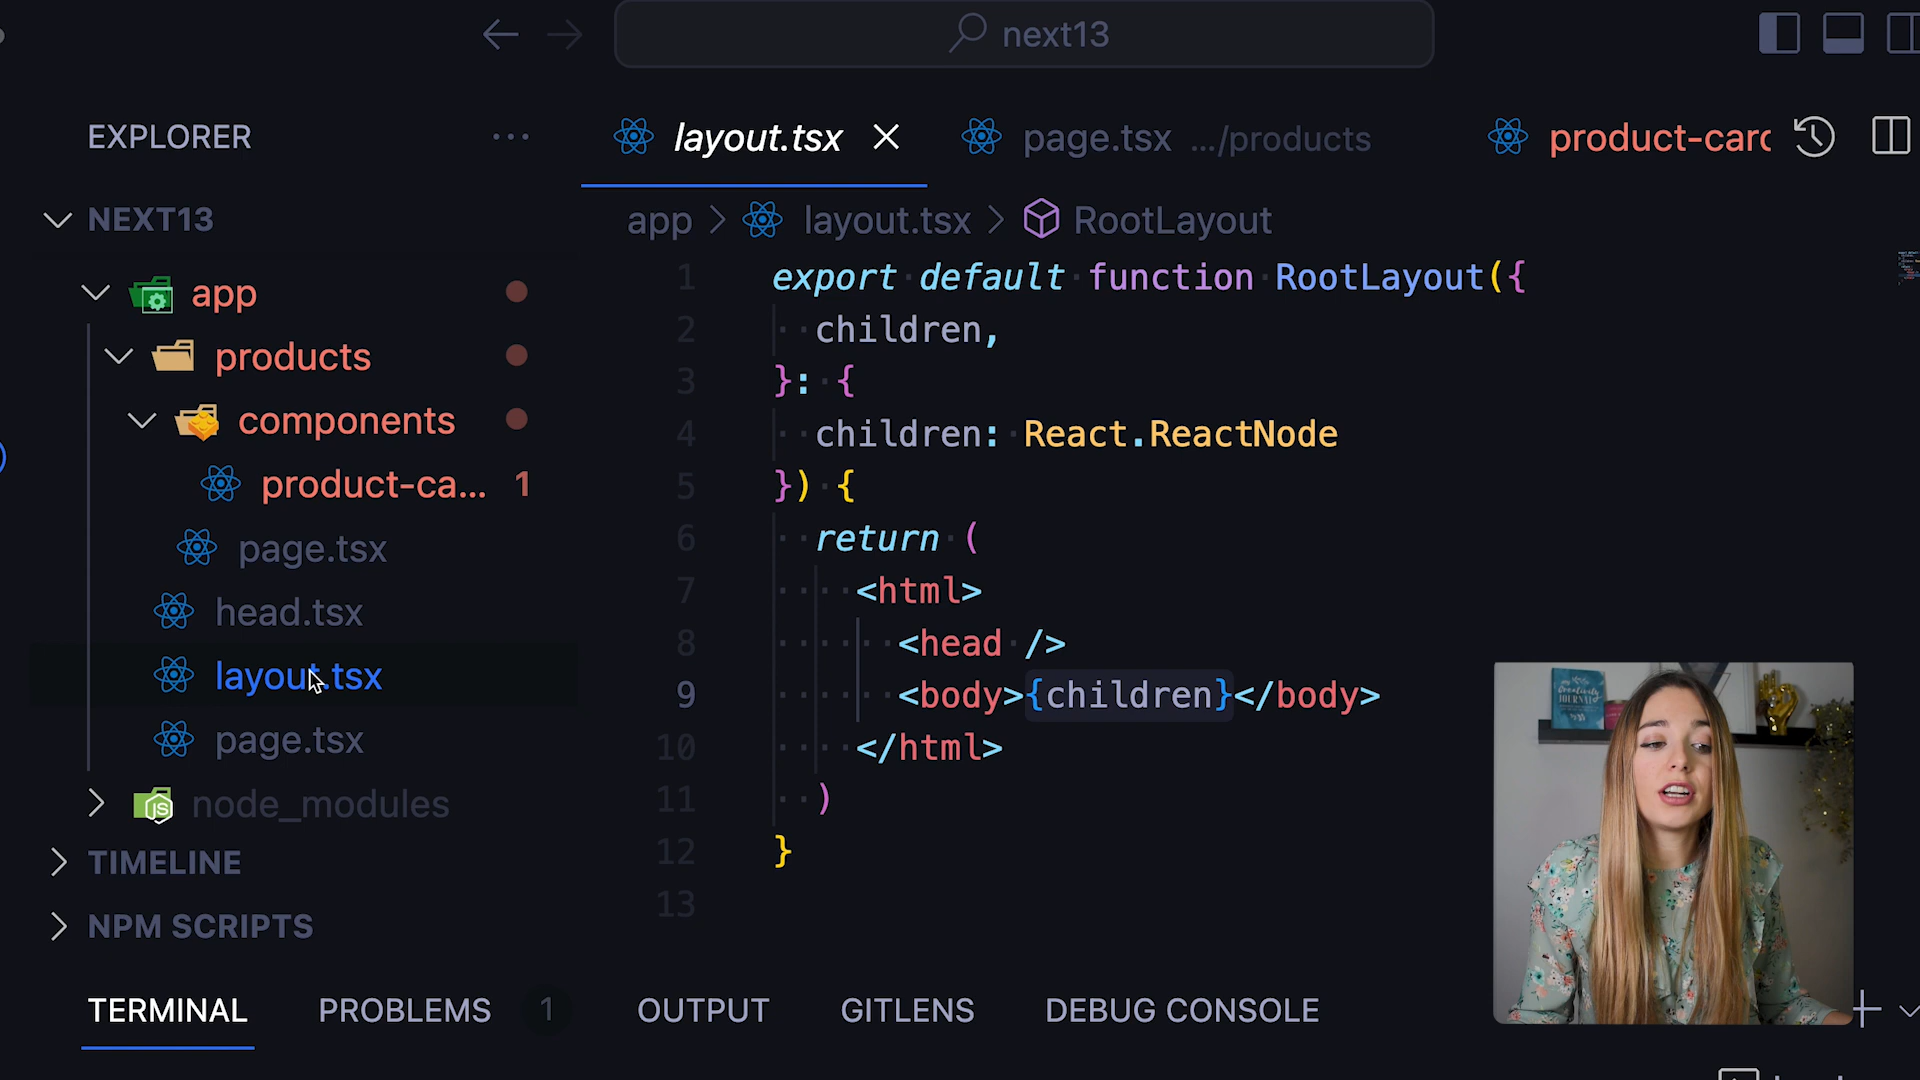 next13
EXPLORER
layout.tsx
page.tsx .../products
product-card
NEXT13
app > layout.tsx > RootLayout
app
products
components
product-ca... 1
page.tsx
head.tsx
layout.tsx
page.tsx
node_modules
TIMELINE
NPM SCRIPTS
1 export default function RootLayout({
2 children,
3 }: {
4 children: React.ReactNode
5 }) {
6 return (
7 <html>
8 <head />
9 <body>{children}</body>
10 </html>
11 )
12 }
13
Creativity
JOURNAL
TERMINAL
PROBLEMS 1
OUTPUT
GITLENS
DEBUG CONSOLE